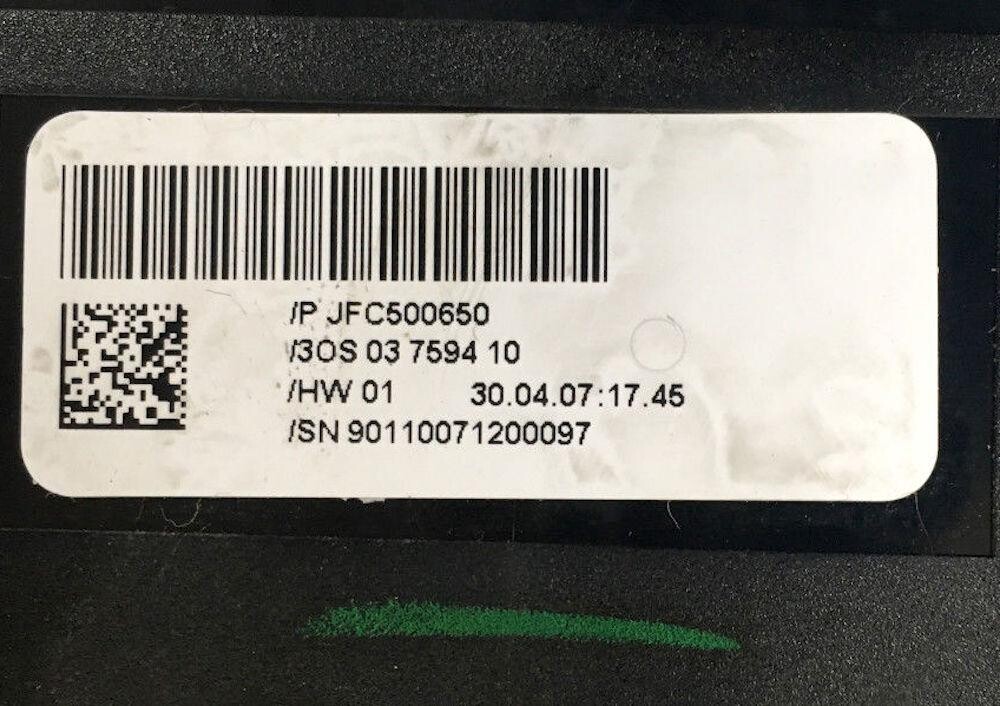 /P JFC500650
/3OS 03 7594 10
/HW 01 30.04.07:17.45
/SN 90110071200097